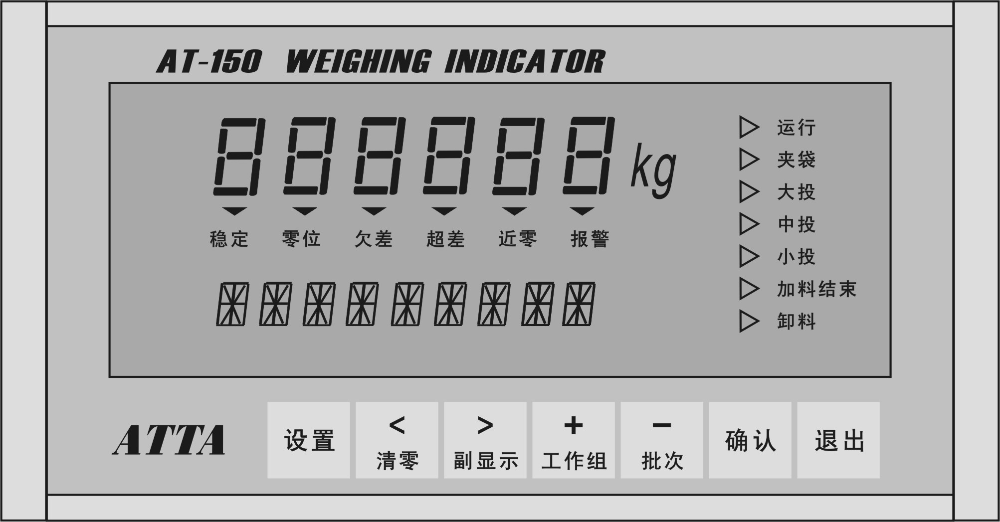 AT-150 WEIGHING INDICATOR
888888 kg
稳定 零位 欠差 超差 近零 报警
运行
夹袋
大投
中投
小投
加料结束
卸料
ATTA
设置
<
清零
>
副显示
+
工作组
−
批次
确认
退出